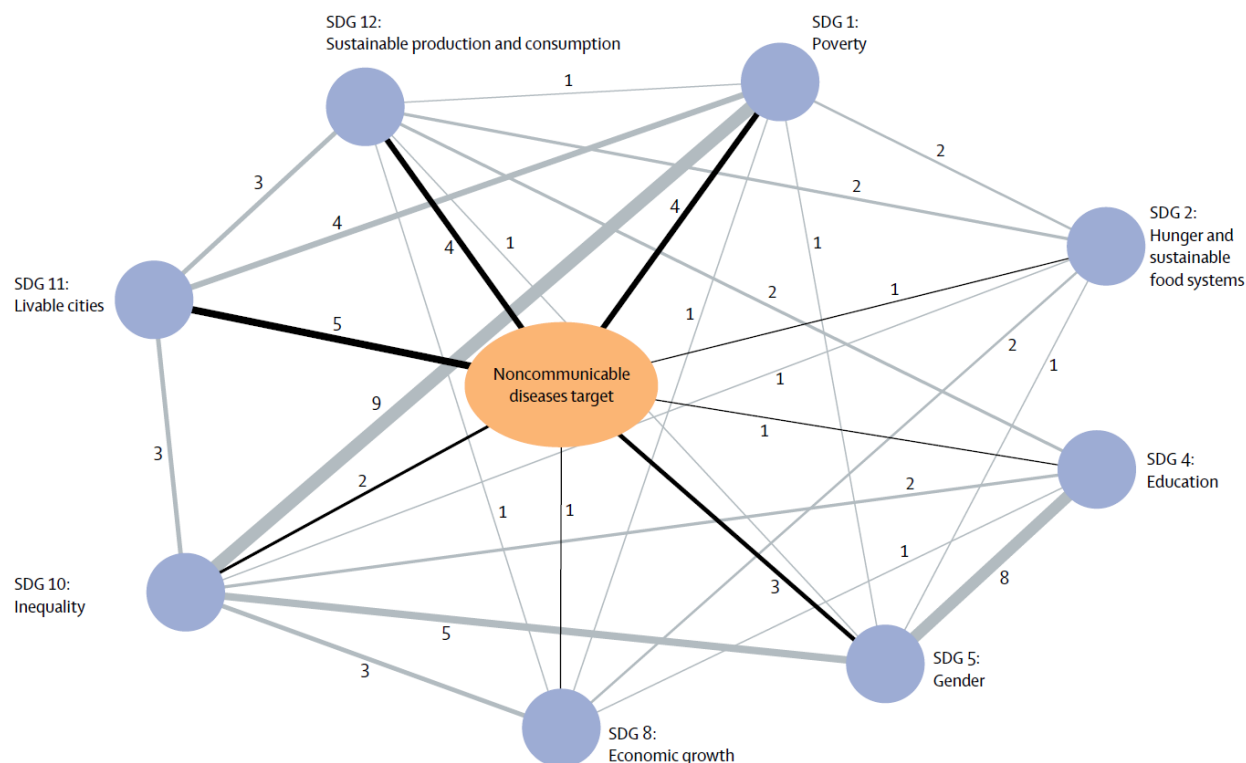 SDG 12:
Sustainable production and consumption
SDG 1:
Poverty
1
2
3
2
SDG 2:
Hunger and
sustainable
food systems
4
4
4
1
1
SDG 11:
Livable cities
5
1
2
1
2
1
Noncommunicable
diseases target
1
9
1
3
2
2
SDG 4:
Education
1
1
1
3
8
SDG 10:
Inequality
5
3
SDG 5:
Gender
SDG 8:
Economic growth